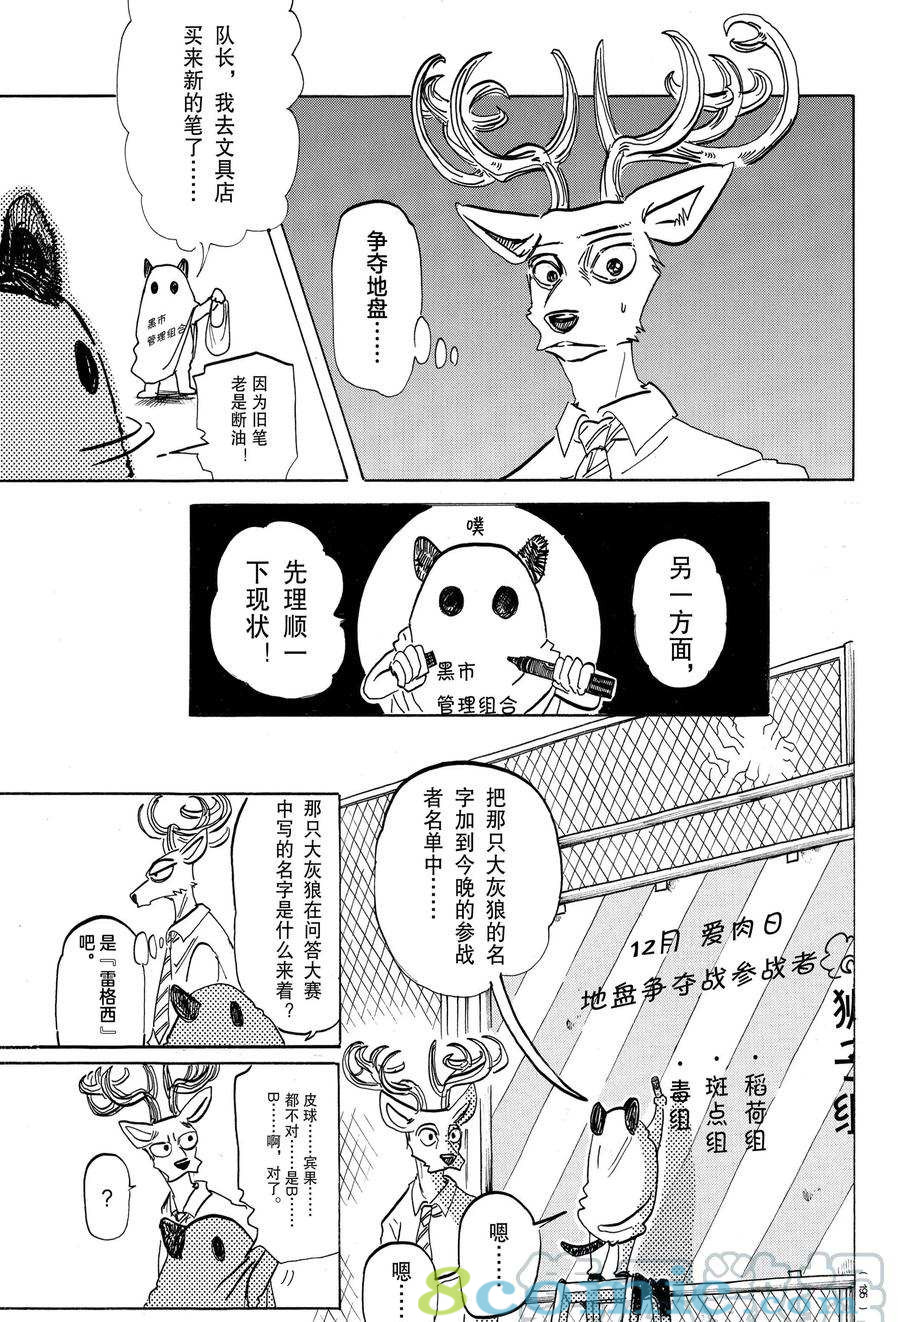 争夺地盘……
队长，我去文具店
买来新的笔了……
黑市
管理组合
因为旧笔
老是断油！
另一方面，
噗
黑市
管理组合
先理顺一
下现状！
把那只大灰狼的名
字加到今晚的参战
者名单中……
12月 爱肉日
地盘争夺战参战者
·稻荷组
·斑点组
·毒组
嗯……
嗯……
那只大灰狼在问答大赛
中写的名字是什么来着？
是『雷格西』
吧。
皮球……宾果……
都不对……是B……
B……啊，对了。
？
8comic